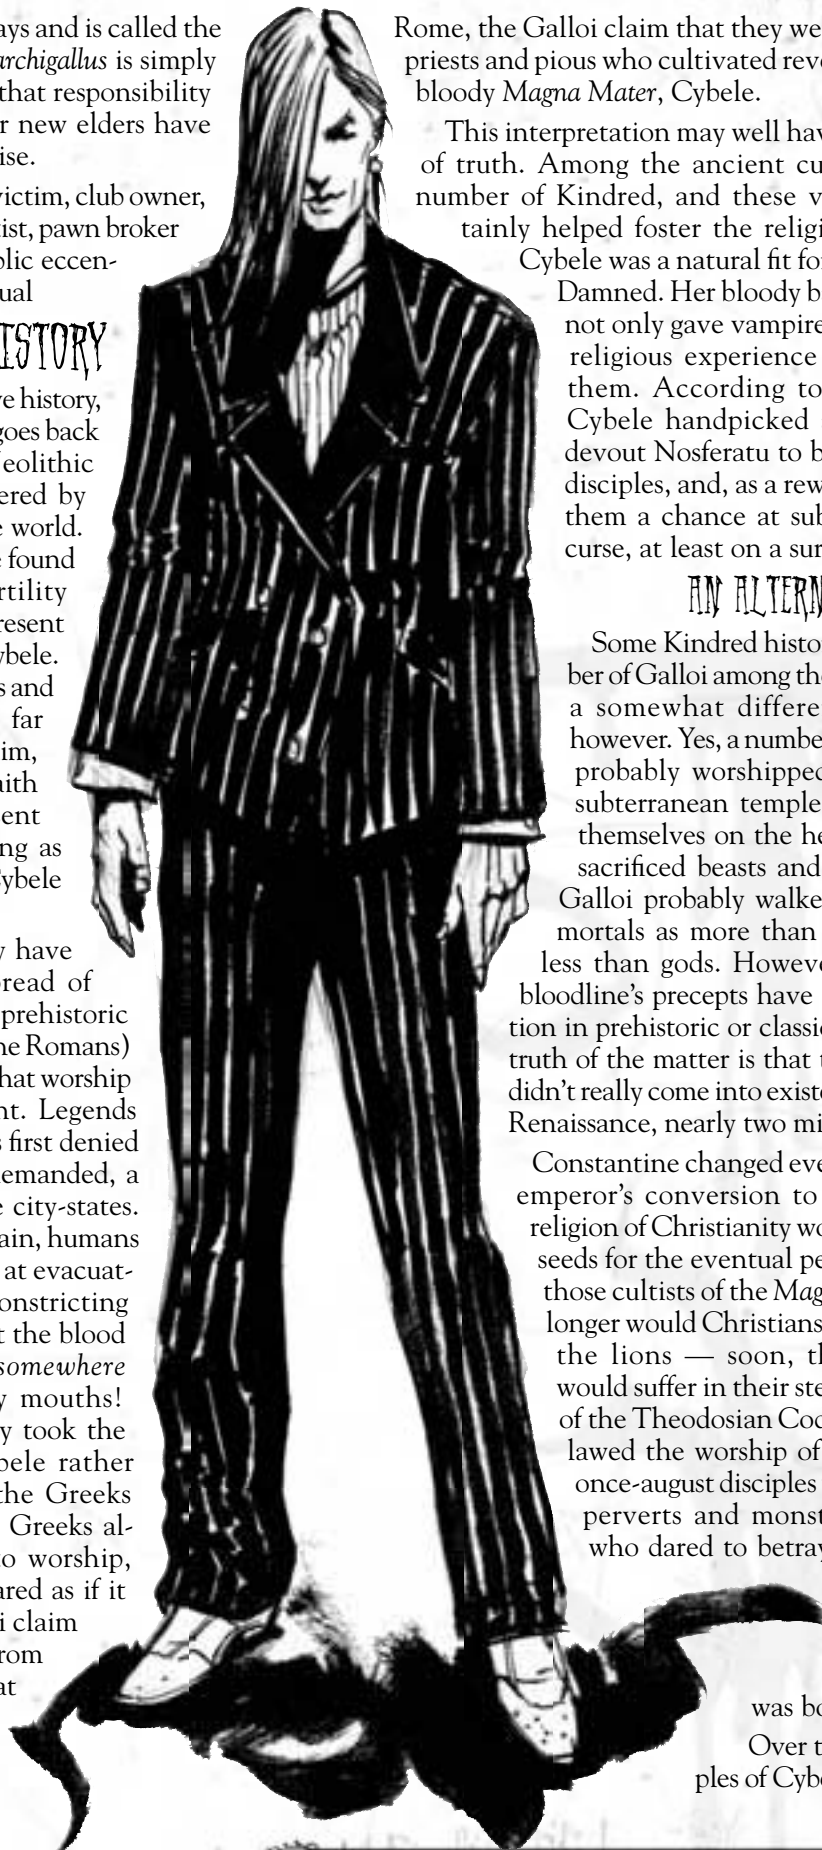 ays and is called the
archigallus is simply
that responsibility
r new elders have
ise.
victim, club owner,
tist, pawn broker
blic eccen-
ual
ISTORY
ve history,
goes back
eolithic
ered by
e world.
e found
rtility
resent
ybele.
s and
far
im,
aith
ent
ng as
Cybele
y have
pread of
prehistoric
he Romans)
hat worship
nt. Legends
s first denied
demanded, a
e city-states.
ain, humans
at evacuat-
onstricting
t the blood
somewhere
y mouths!
y took the
bele rather
the Greeks
Greeks al-
to worship,
ared as if it
i claim
rom
at
Rome, the Galloi claim that they we
priests and pious who cultivated reve
bloody Magna Mater, Cybele.
This interpretation may well hav
of truth. Among the ancient cu
number of Kindred, and these v
tainly helped foster the religi
Cybele was a natural fit for
Damned. Her bloody b
not only gave vampire
religious experience
them. According to
Cybele handpicked
devout Nosferatu to b
disciples, and, as a rew
them a chance at sub
curse, at least on a sur
AN ALTERN
Some Kindred histo
ber of Galloi among the
a somewhat differe
however. Yes, a number
probably worshipped
subterranean temple
themselves on the he
sacrificed beasts and
Galloi probably walke
mortals as more than
less than gods. Howeve
bloodline’s precepts have
tion in prehistoric or classic
truth of the matter is that t
didn’t really come into existe
Renaissance, nearly two mi
Constantine changed eve
emperor’s conversion to
religion of Christianity wo
seeds for the eventual pe
those cultists of the Mag
longer would Christians
the lions — soon, th
would suffer in their ste
of the Theodosian Coc
lawed the worship of
once-august disciples
perverts and monst
who dared to betray
was bo
Over t
ples of Cybe